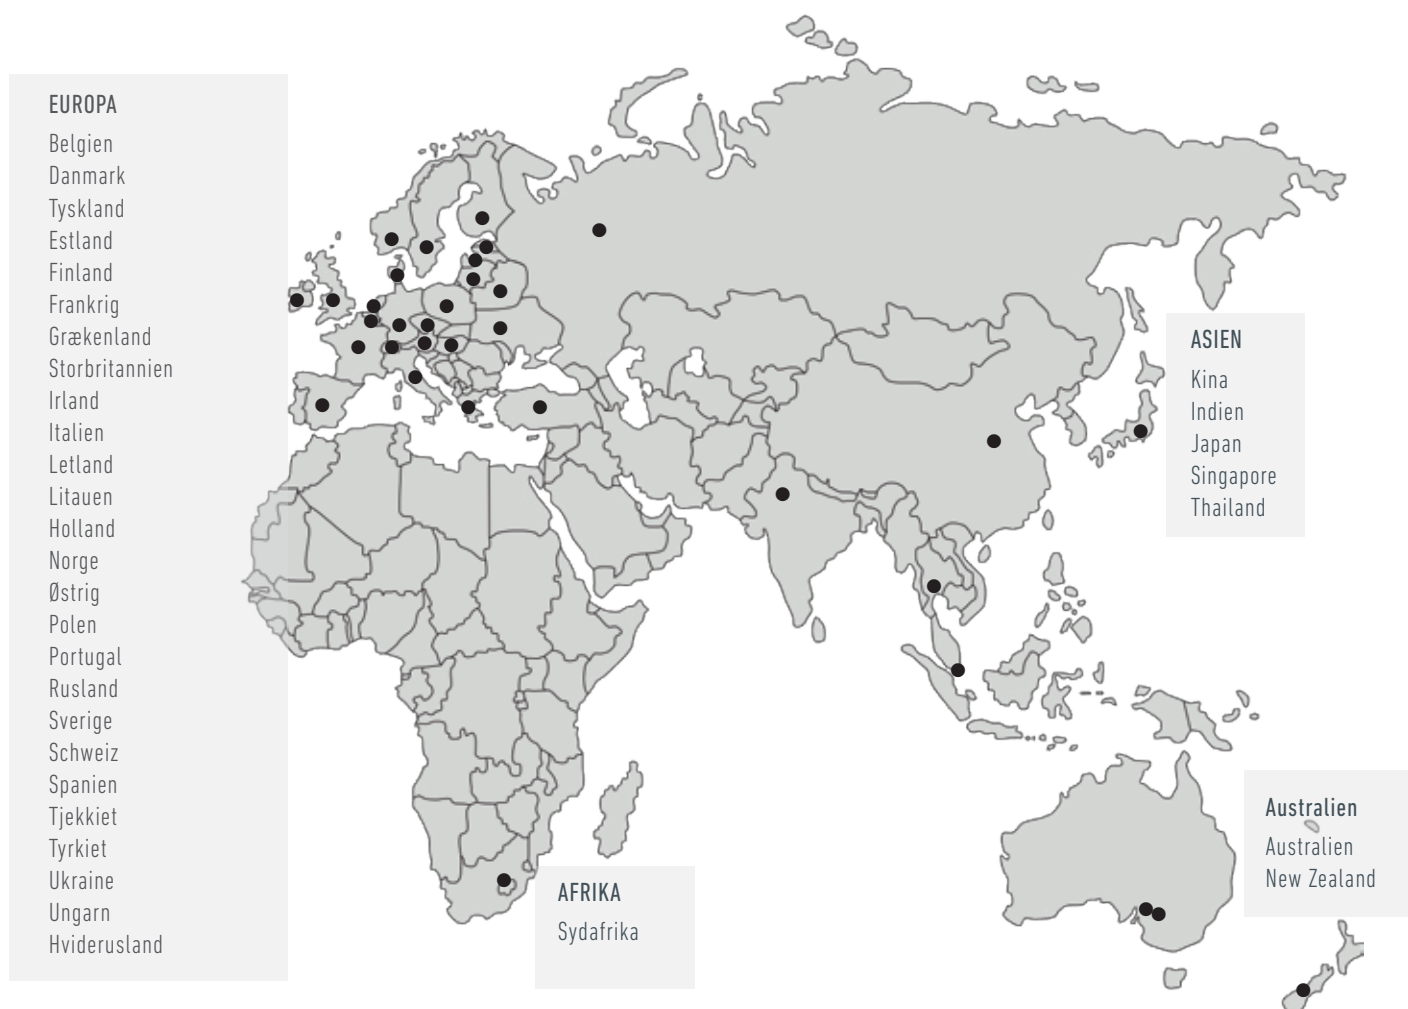 EUROPA
Belgien
Danmark
Tyskland
Estland
Finland
Frankrig
Grækenland
Storbritannien
Irland
Italien
Letland
Litauen
Holland
Norge
Østrig
Polen
Portugal
Rusland
Sverige
Schweiz
Spanien
Tjekkiet
Tyrkiet
Ukraine
Ungarn
Hviderusland
ASIEN
Kina
Indien
Japan
Singapore
Thailand
AFRIKA
Sydafrika
Australien
Australien
New Zealand